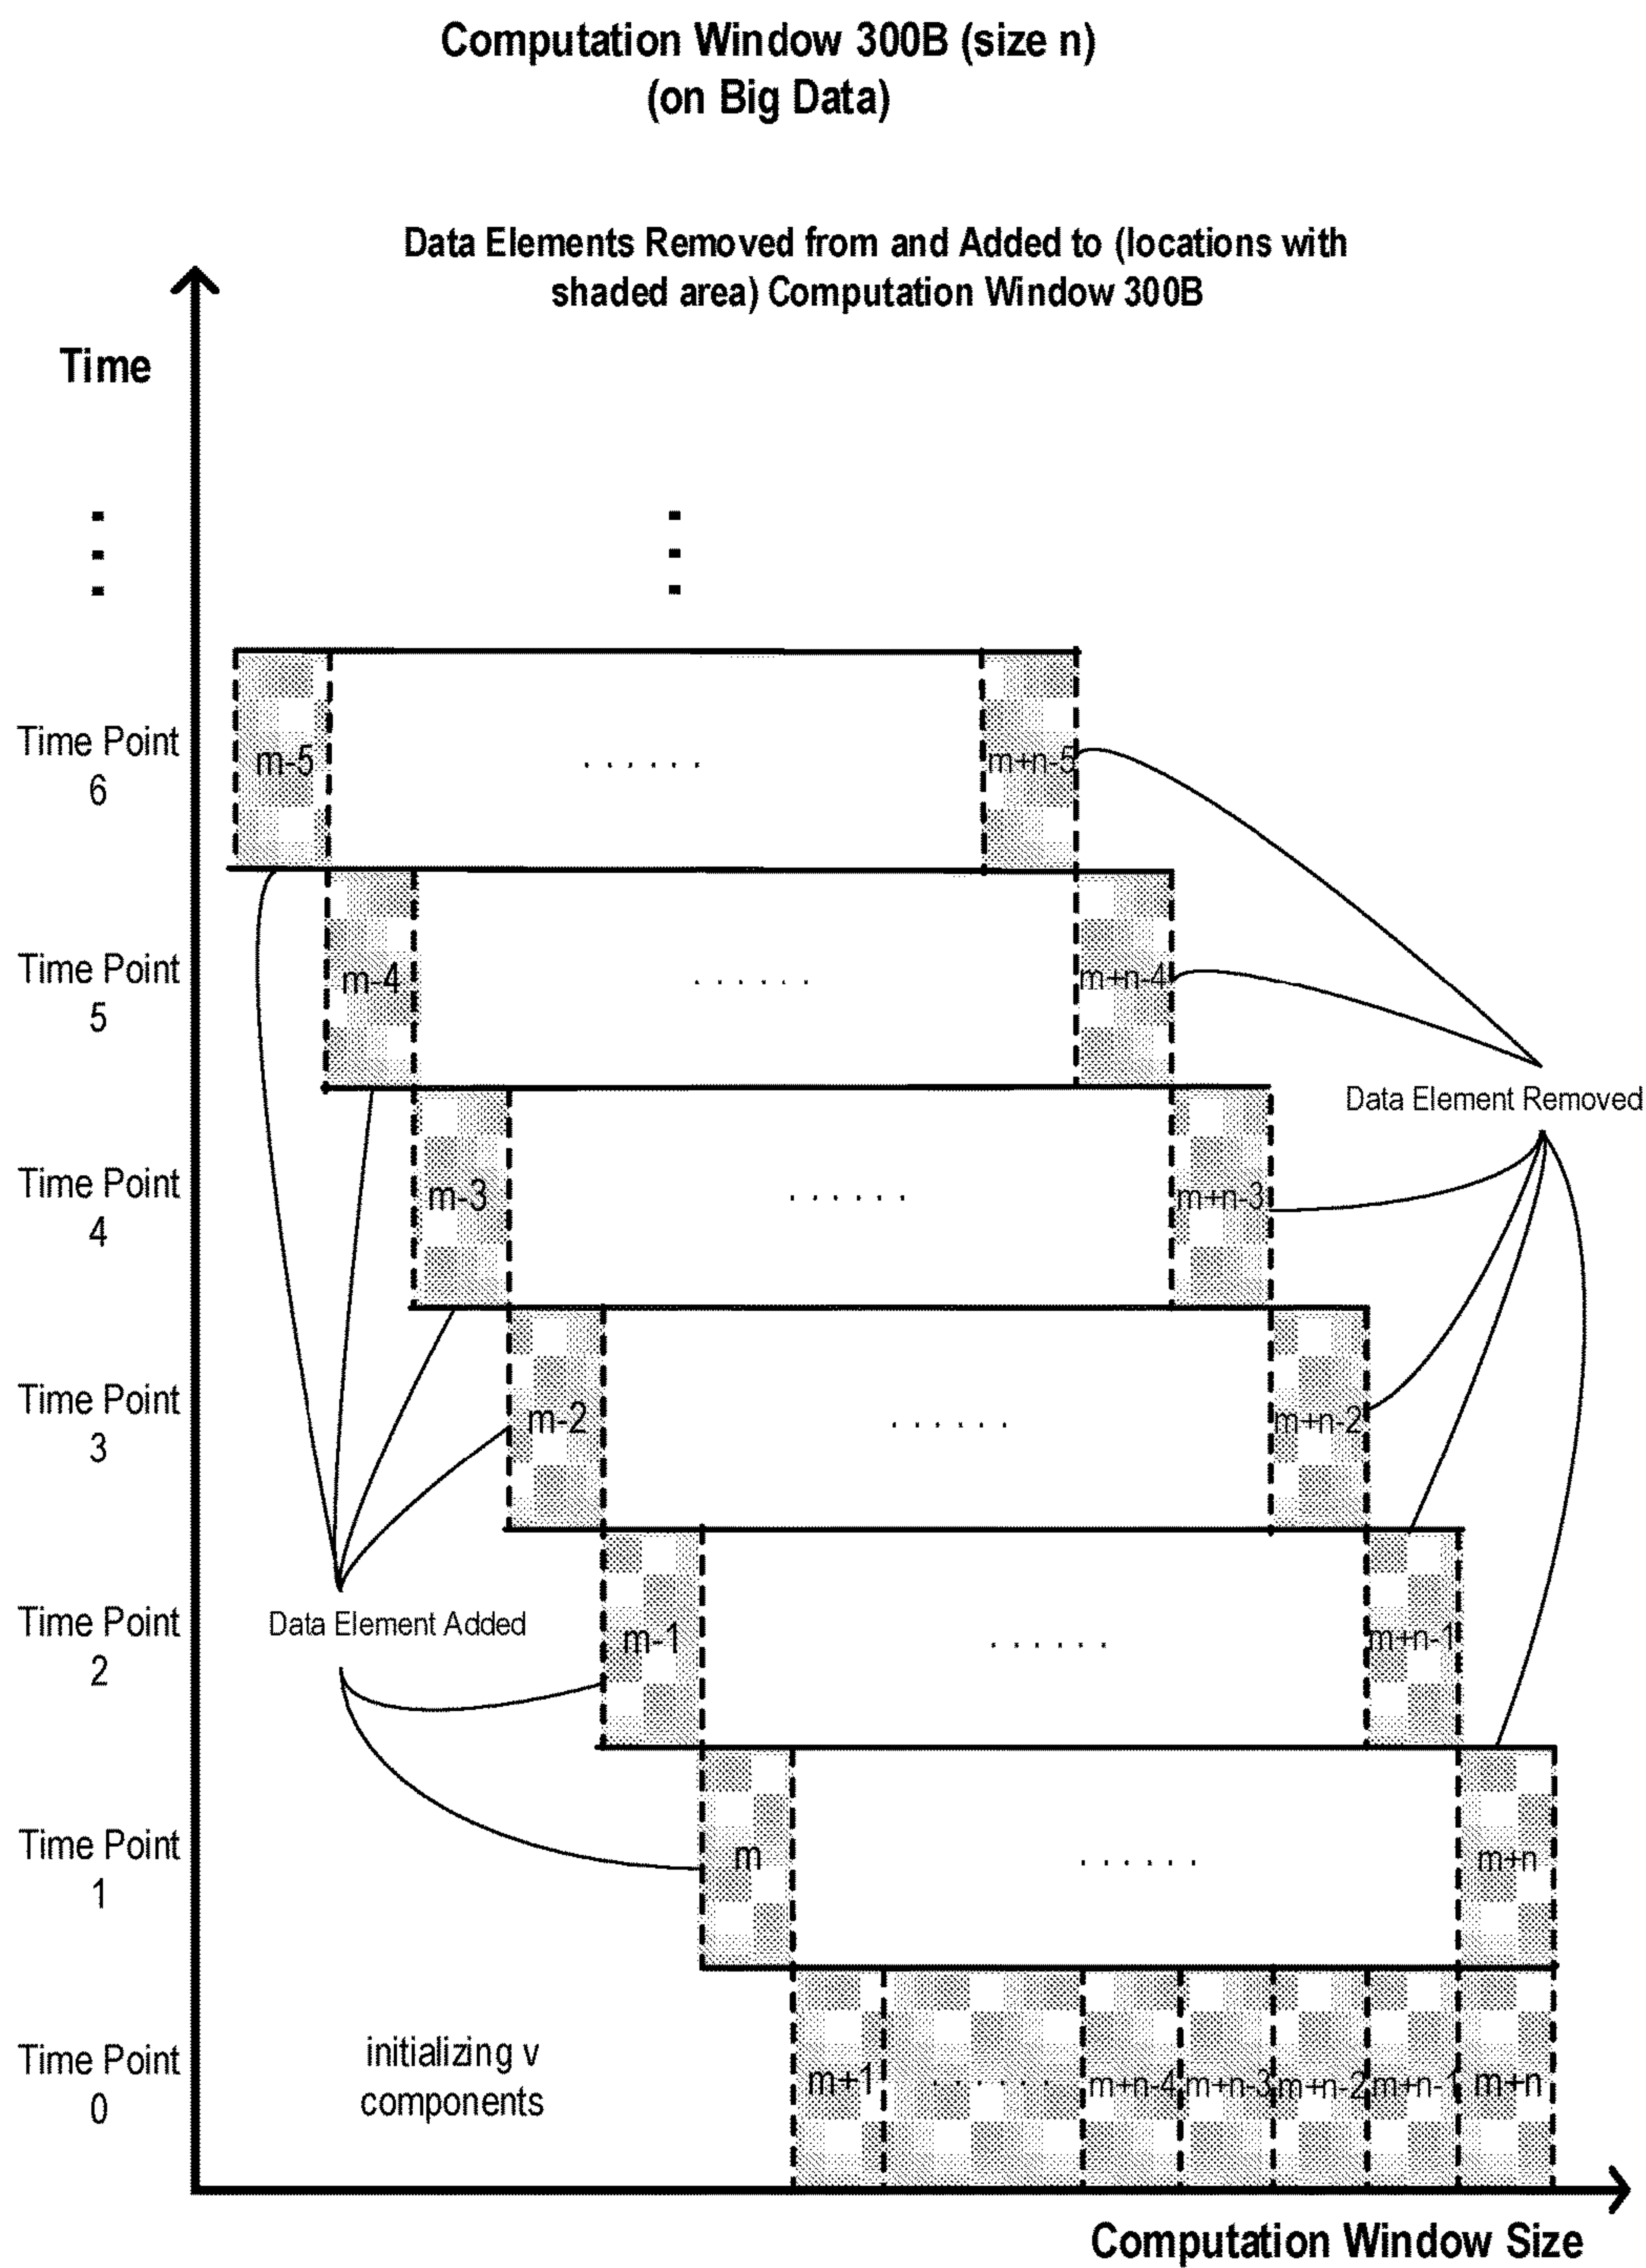 Computation Window 300B (size n)
(on Big Data)
Data Elements Removed from and Added to (locations with
shaded area) Computation Window 300B
Time
Time Point
6
m-5
......
m+n-5
Time Point
5
m-4
......
m+n-4
Data Element Removed
Time Point
4
m-3
......
m+n-3
Time Point
3
m-2
......
m+n-2
Time Point
2
Data Element Added
m-1
......
m+n-1
Time Point
1
m
......
m+n
Time Point
0
initializing v
components
m+1
......
m+n-4
m+n-3
m+n-2
m+n-1
m+n
Computation Window Size